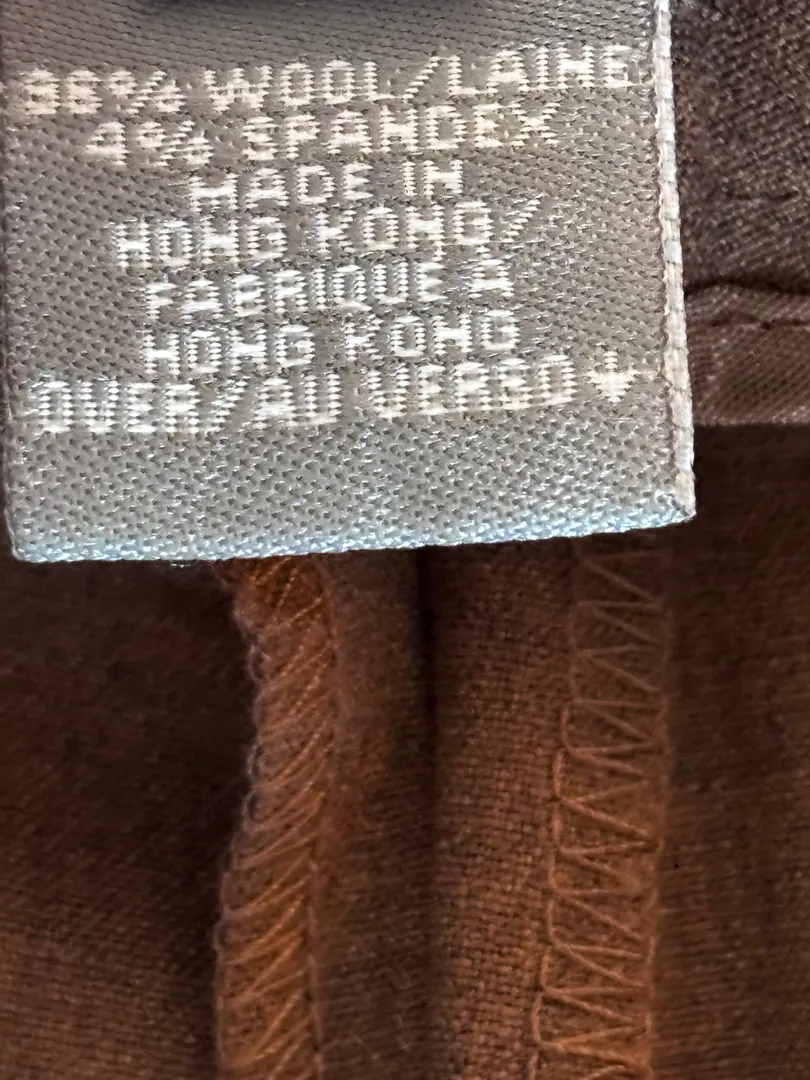 96% WOOL/LAINE
4% SPANDEX
MADE IN
HONG KONG/
FABRIQUE A
HONG KONG
OVER/AU VERSO